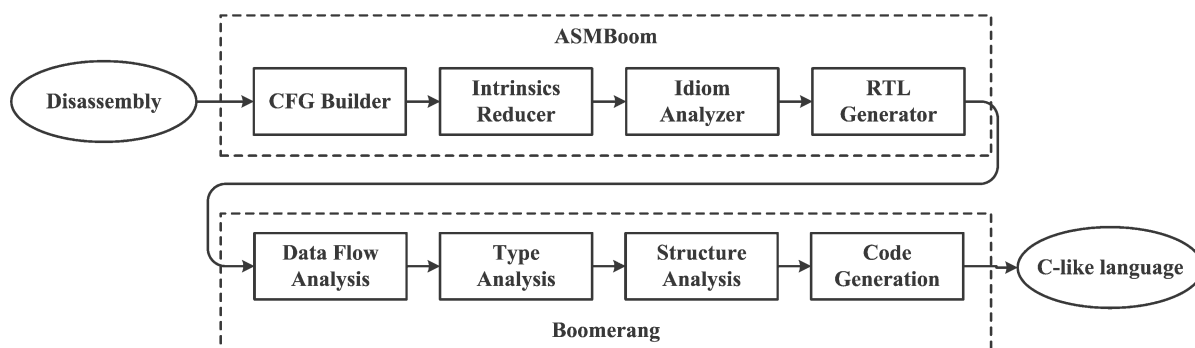 ASMBoom
Disassembly
CFG Builder
Intrinsics
Reducer
Idiom
Analyzer
RTL
Generator
Data Flow
Analysis
Type
Analysis
Structure
Analysis
Code
Generation
C-like language
Boomerang